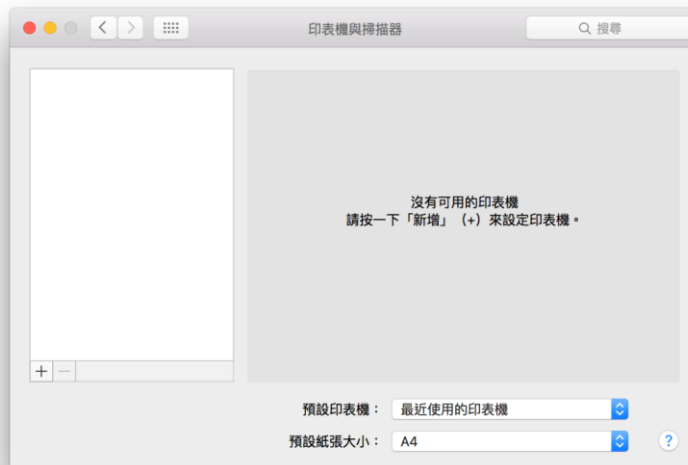 印表機與掃描器
搜尋
沒有可用的印表機
請按一下「新增」（+）來設定印表機。
預設印表機： 最近使用的印表機
預設紙張大小： A4